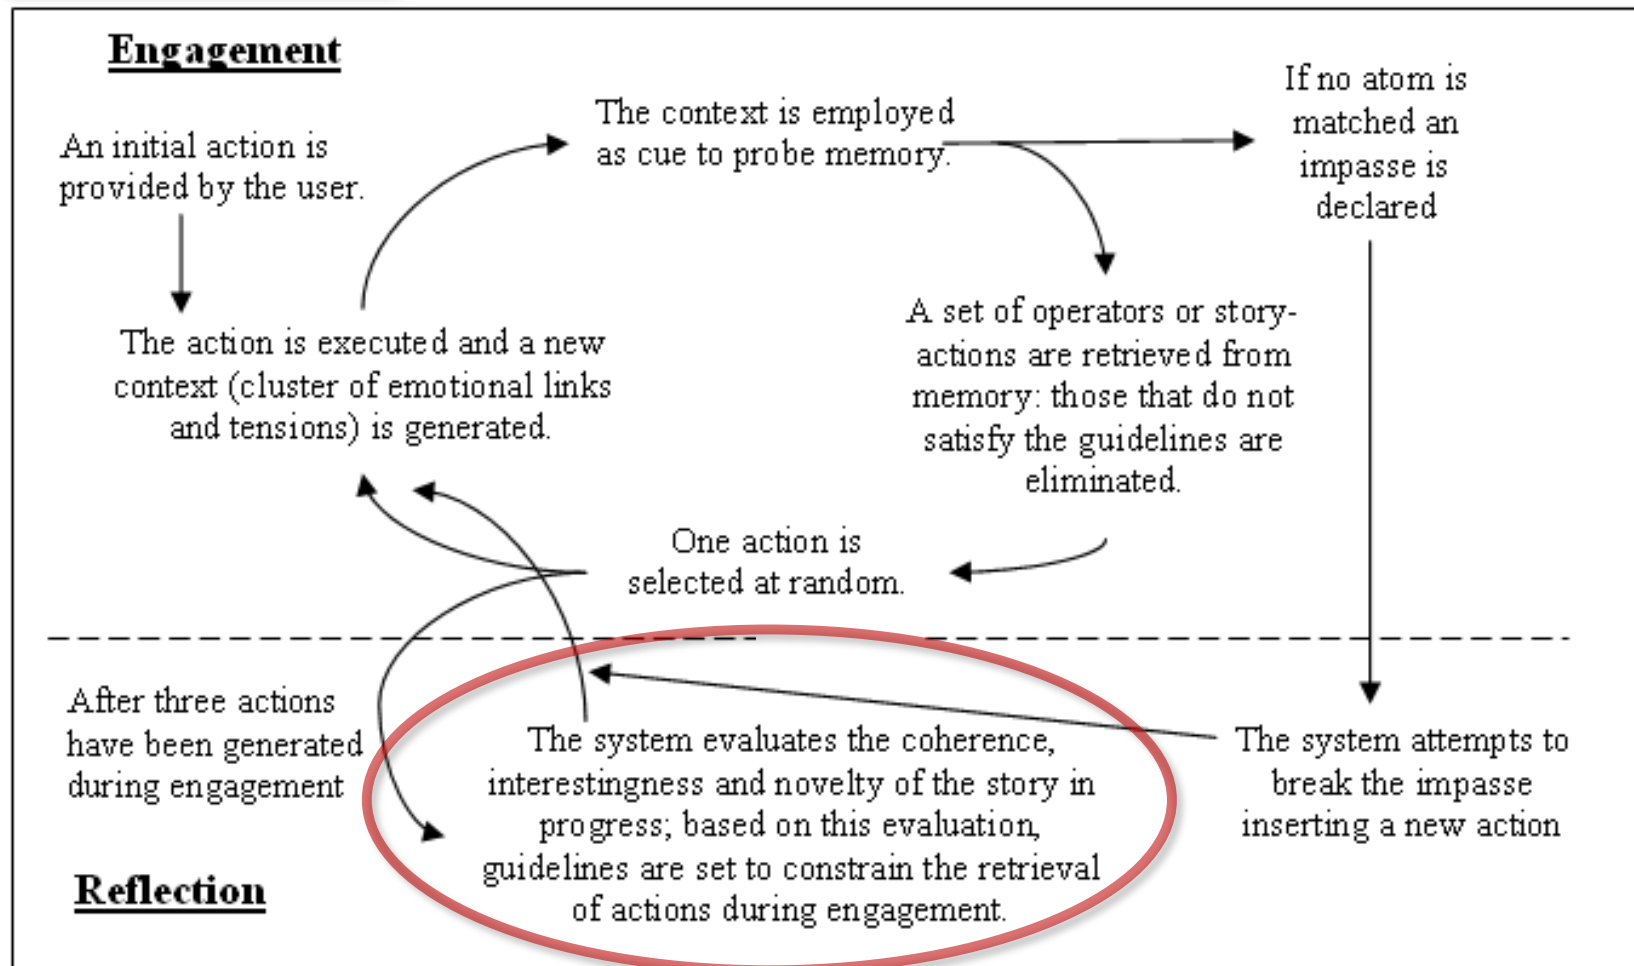 Engagement
An initial action is
provided by the user.
The context is employed
as cue to probe memory.
If no atom is
matched an
impasse is
declared
The action is executed and a new
context (cluster of emotional links
and tensions) is generated.
A set of operators or story-
actions are retrieved from
memory: those that do not
satisfy the guidelines are
eliminated.
One action is
selected at random.
After three actions
have been generated
during engagement
The system evaluates the coherence,
interestingness and novelty of the story in
progress; based on this evaluation,
guidelines are set to constrain the retrieval
of actions during engagement.
The system attempts to
break the impasse
inserting a new action
Reflection